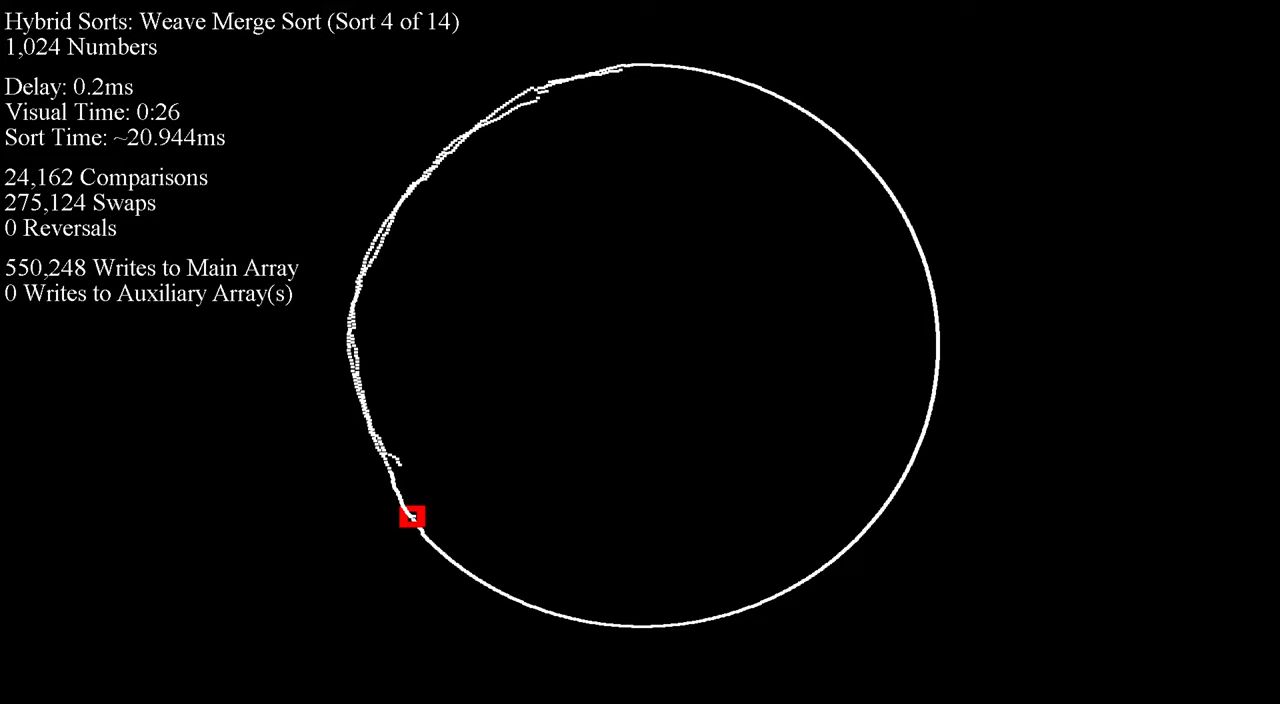 Hybrid Sorts: Weave Merge Sort (Sort 4 of 14)
1,024 Numbers
Delay: 0.2ms
Visual Time: 0:26
Sort Time: ~20.944ms
24,162 Comparisons
275,124 Swaps
0 Reversals
550,248 Writes to Main Array
0 Writes to Auxiliary Array(s)